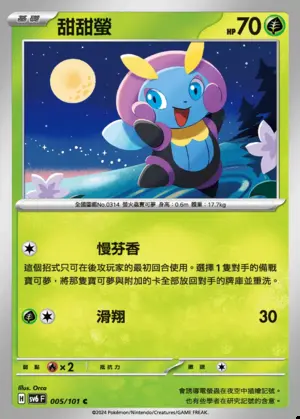 基礎 甜甜螢 HP70
全國圖鑑No.0314 螢火蟲寶可夢 身高：0.6m 體重：17.7kg
慢芬香
這個招式只可在後攻玩家的最初回合使用。選擇1隻對手的備戰
寶可夢，將那隻寶可夢與附加的卡全部放回對手的牌庫並重洗。
滑翔 30
弱點 ×2 抵抗力 撤退
Illus. Orca
H SV6 F 005/101 C
會誘導電螢蟲在夜空中描繪記號。
也有些學者在研究牠們的記號。
©2024 Pokémon/Nintendo/Creatures/GAME FREAK.